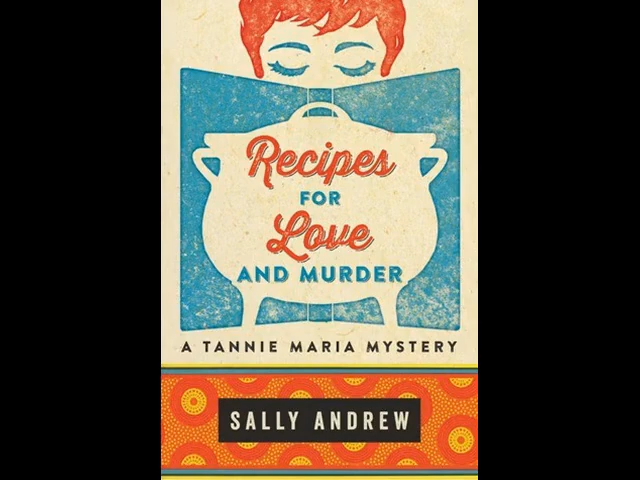 Recipes
FOR
Love
AND MURDER
A TANNIE MARIA MYSTERY
SALLY ANDREW